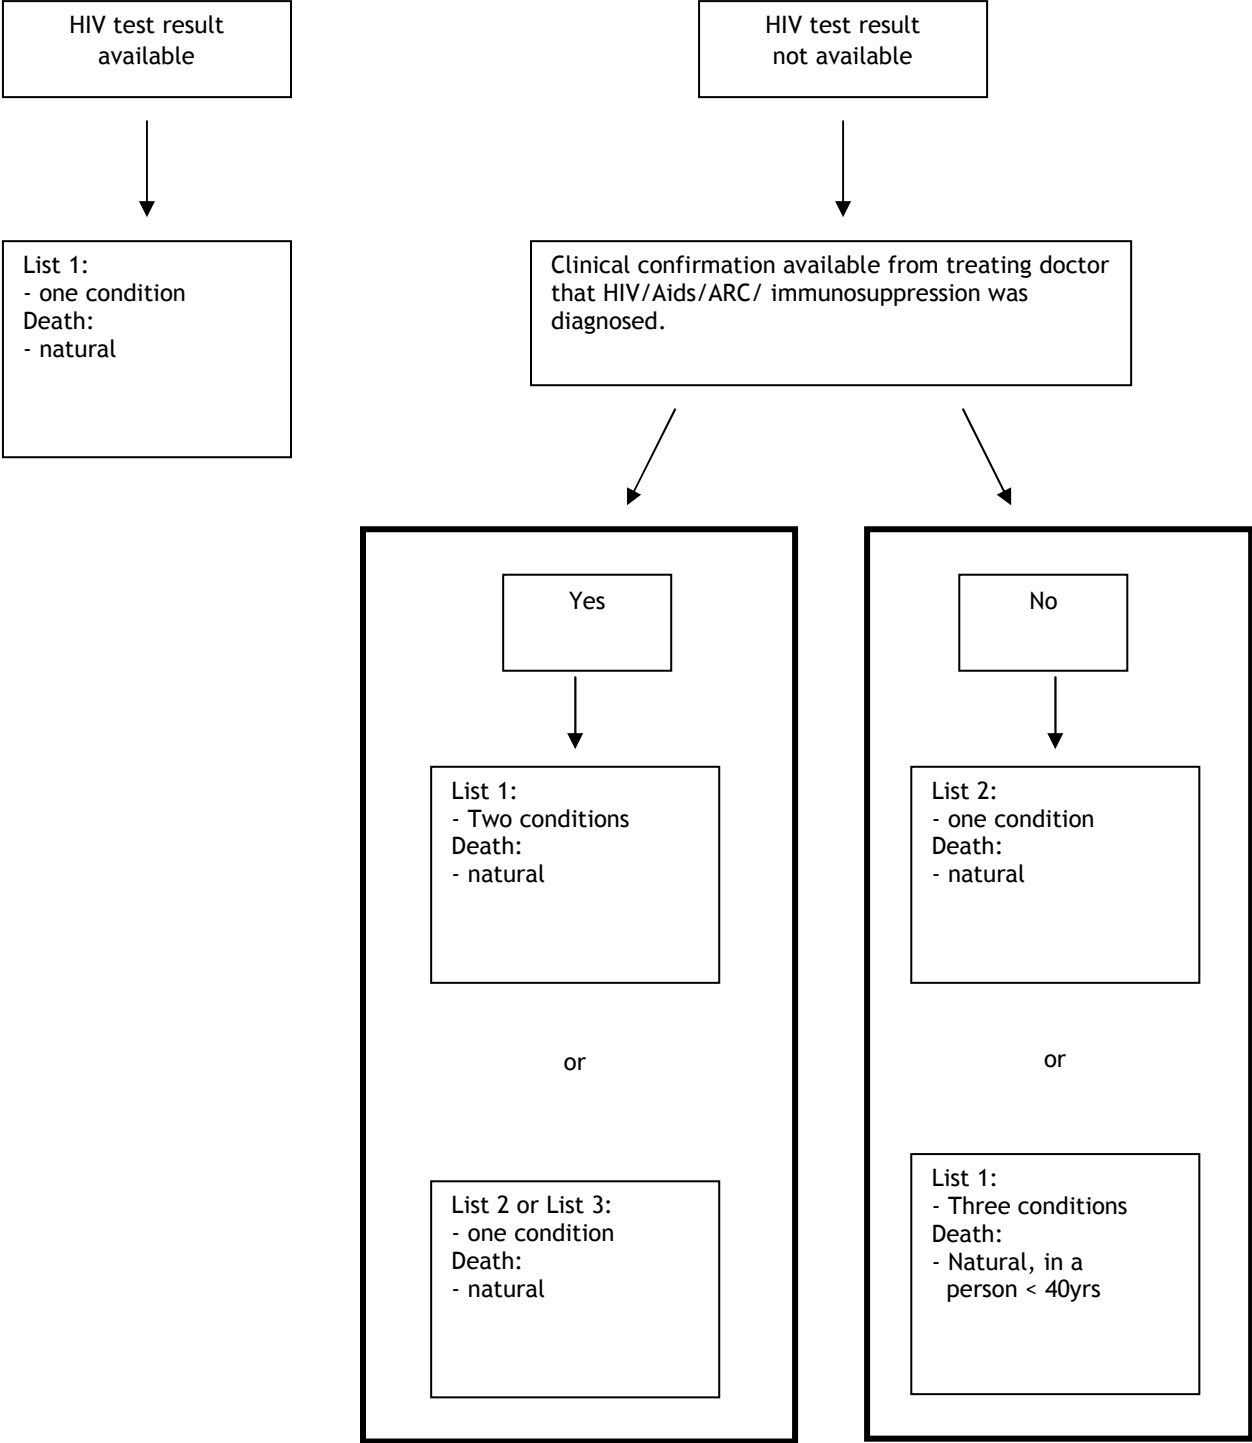 HIV test result
available
HIV test result
not available
List 1:
- one condition
Death:
- natural
Clinical confirmation available from treating doctor
that HIV/Aids/ARC/ immunosuppression was
diagnosed.
Yes
No
List 1:
- Two conditions
Death:
- natural
List 2:
- one condition
Death:
- natural
or
or
List 2 or List 3:
- one condition
Death:
- natural
List 1:
- Three conditions
Death:
- Natural, in a
person < 40yrs